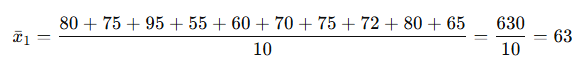 x̄₁ = (80 + 75 + 95 + 55 + 60 + 70 + 75 + 72 + 80 + 65)/10 = 630/10 = 63